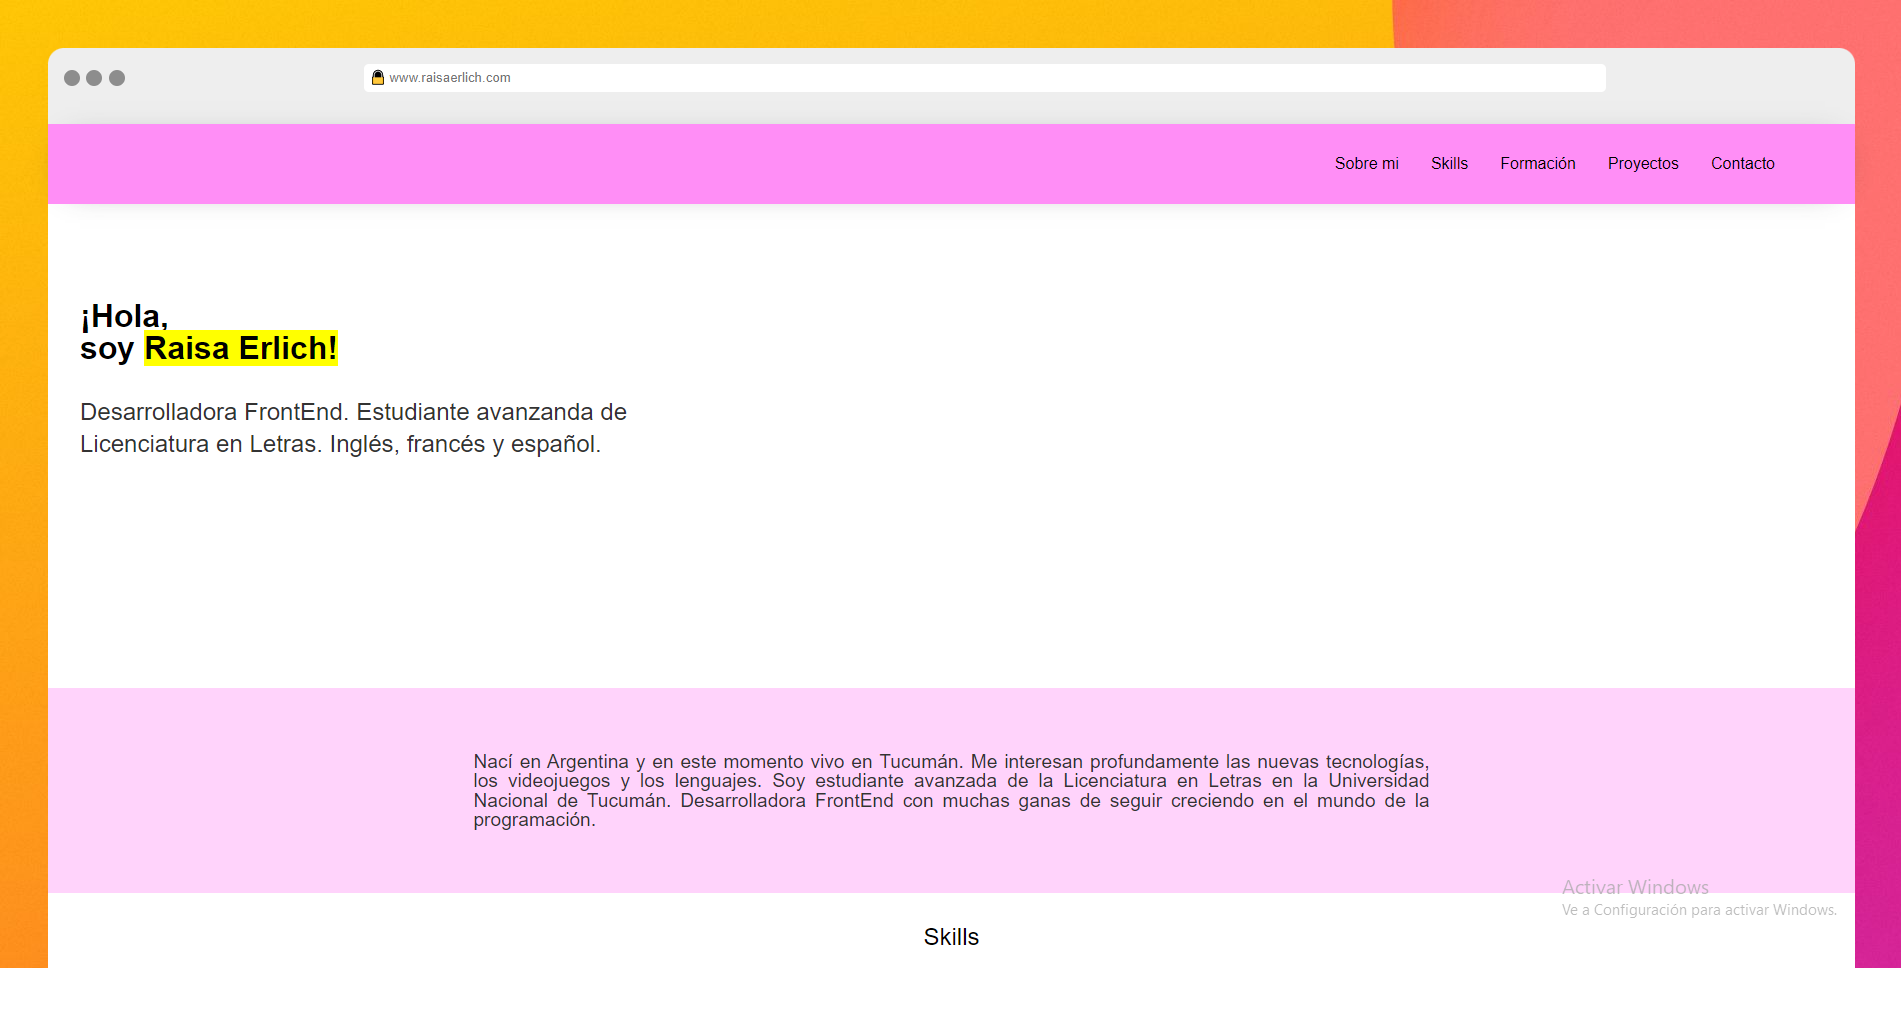 www.raisaerlich.com
Sobre mi Skills Formación Proyectos Contacto
¡Hola,
soy Raisa Erlich!
Desarrolladora FrontEnd. Estudiante avanzanda de
Licenciatura en Letras. Inglés, francés y español.
Nací en Argentina y en este momento vivo en Tucumán. Me interesan profundamente las nuevas tecnologías,
los videojuegos y los lenguajes. Soy estudiante avanzada de la Licenciatura en Letras en la Universidad
Nacional de Tucumán. Desarrolladora FrontEnd con muchas ganas de seguir creciendo en el mundo de la
programación.
Activar Windows
Ve a Configuración para activar Windows.
Skills